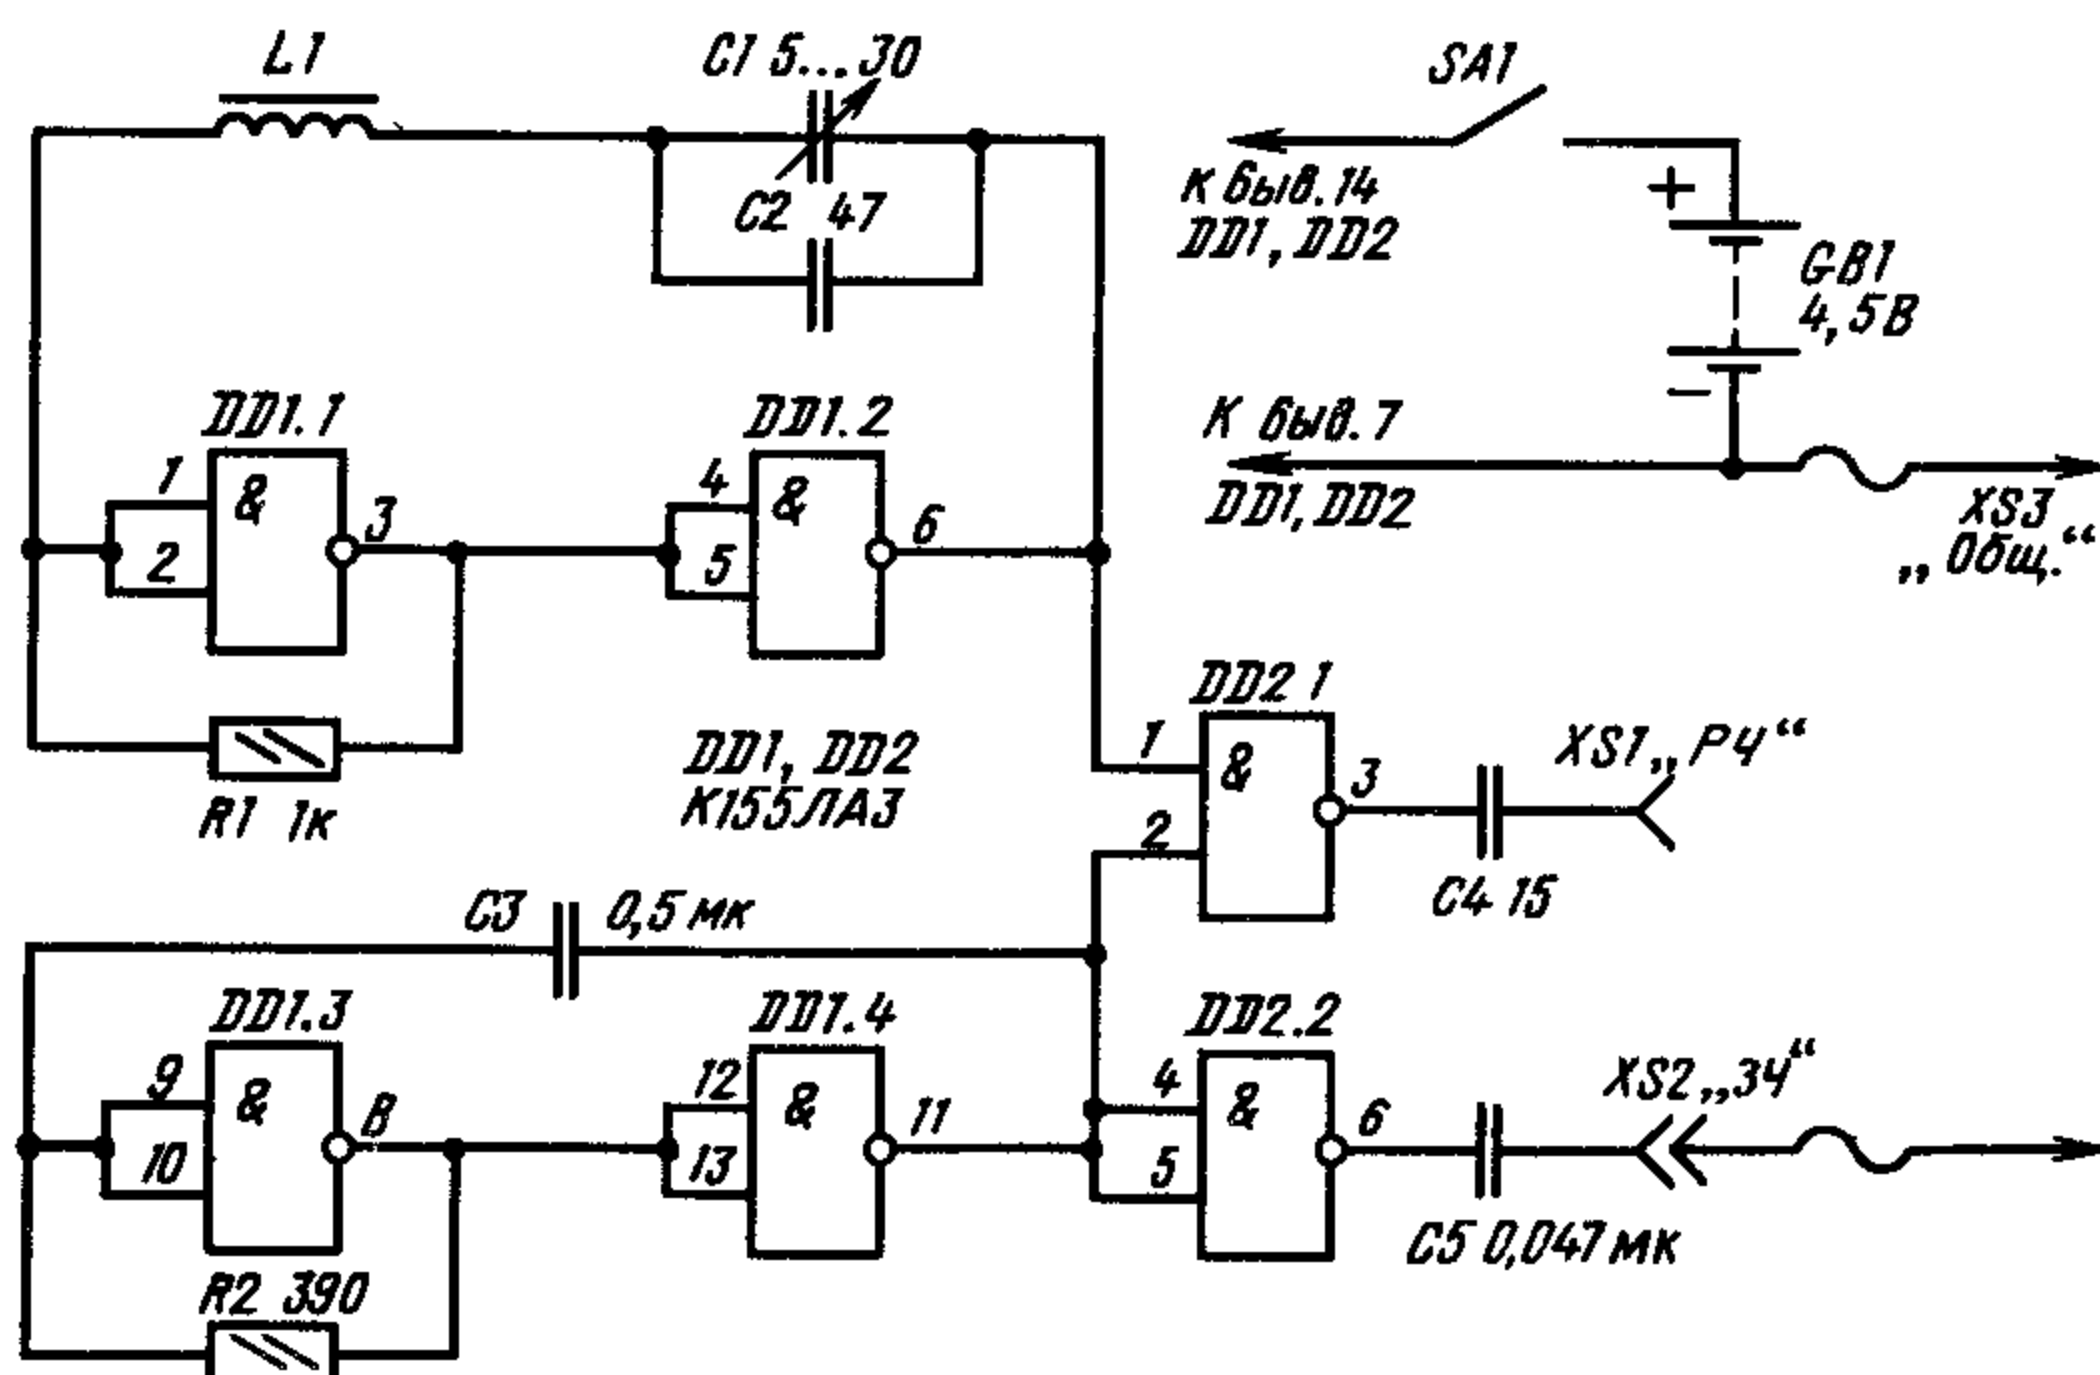 L1
C1 5...30
SA1
C2 47
К выв.14
DD1, DD2
+
GB1
4,5В
−
DD1.1
1
2
&
3
DD1.2
4
5
&
6
К выв.7
DD1, DD2
XS3
„Общ.“
R1 1к
DD1, DD2
К155ЛА3
DD2 1
1
2
&
3
XS1 „РЧ“
C4 15
C3 0,5 мк
DD1.3
9
10
&
8
DD1.4
12
13
&
11
DD2.2
4
5
&
6
XS2 „ЗЧ“
C5 0,047 мк
R2 390